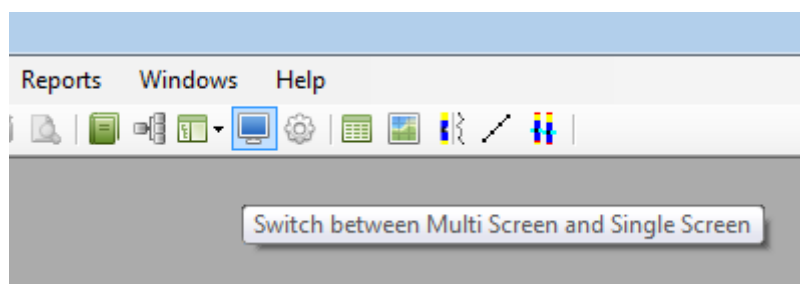 Reports Windows Help
Switch between Multi Screen and Single Screen